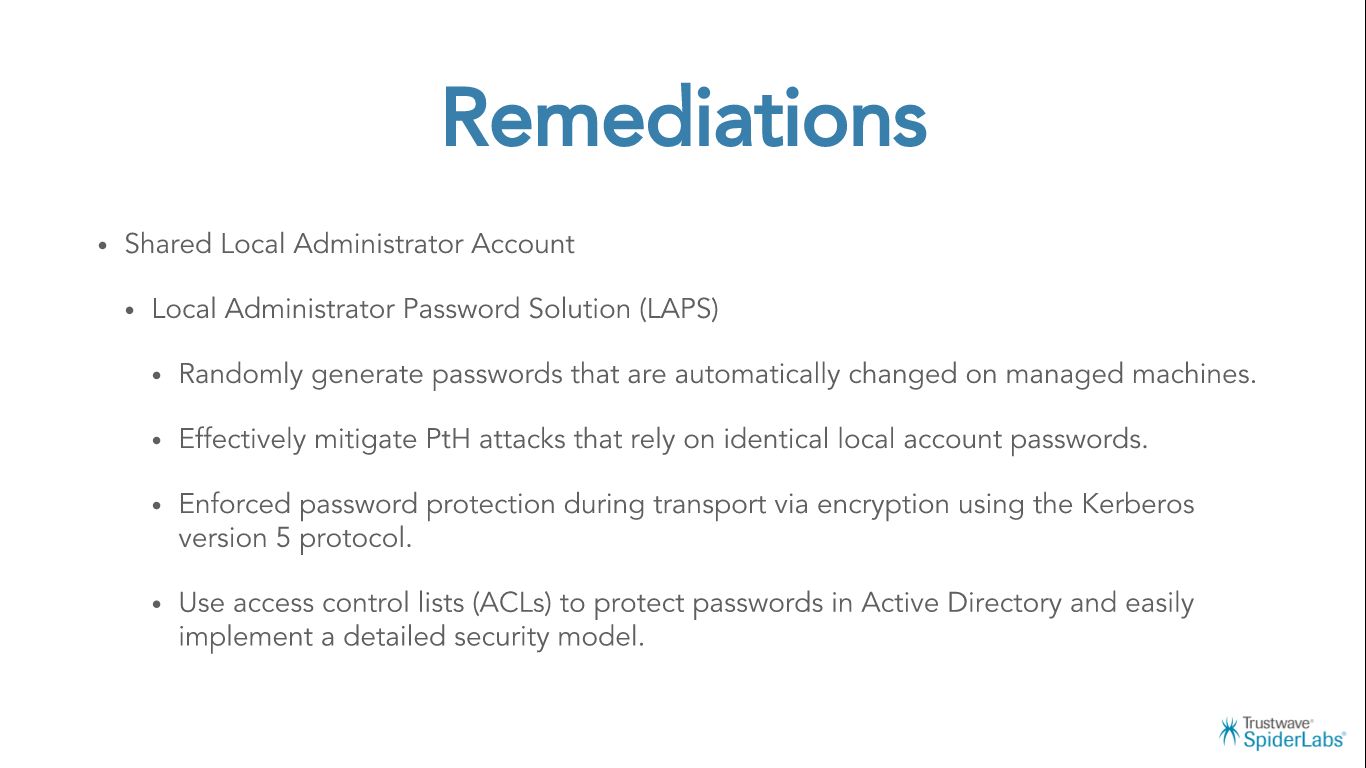 Remediations
• Shared Local Administrator Account
• Local Administrator Password Solution (LAPS)
• Randomly generate passwords that are automatically changed on managed machines.
• Effectively mitigate PtH attacks that rely on identical local account passwords.
• Enforced password protection during transport via encryption using the Kerberos
version 5 protocol.
• Use access control lists (ACLs) to protect passwords in Active Directory and easily
implement a detailed security model.
Trustwave®
SpiderLabs®